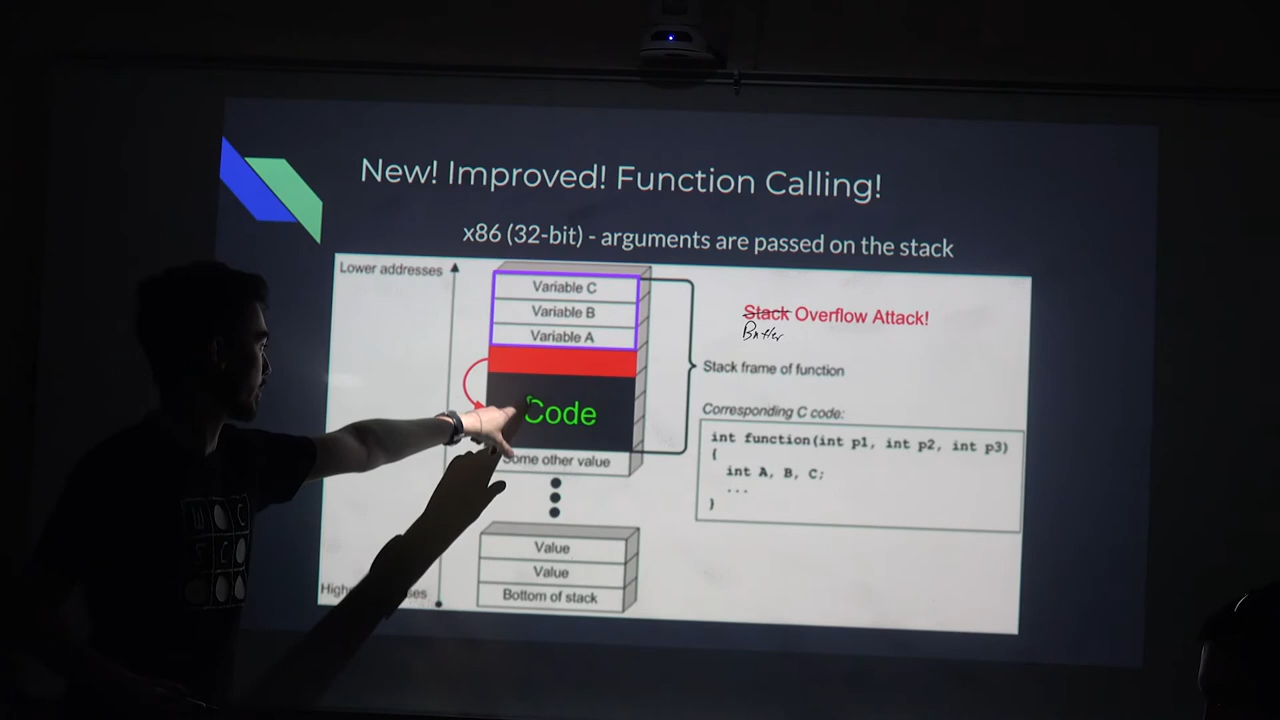 New! Improved! Function Calling!
x86 (32-bit) - arguments are passed on the stack
Lower addresses
Variable C
Variable B
Variable A
Stack Overflow Attack!
Buffer
Stack frame of function
Code
Some other value
Corresponding C code:
int function(int p1, int p2, int p3)
{
int A, B, C;
...
}
Value
Value
Bottom of stack